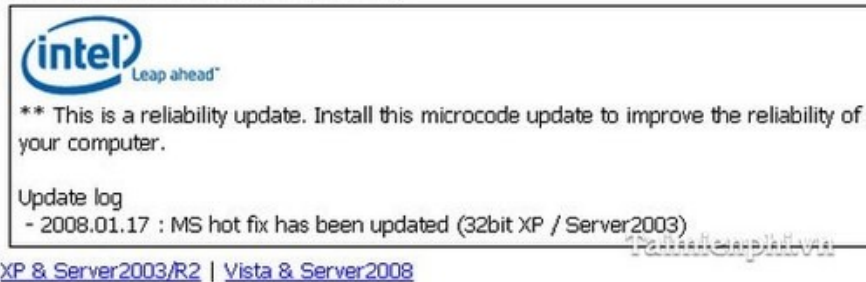 intel
Leap ahead™
** This is a reliability update. Install this microcode update to improve the reliability of
your computer.
Update log
- 2008.01.17 : MS hot fix has been updated (32bit XP / Server2003)
Taimienphi.vn
XP & Server2003/R2 | Vista & Server2008